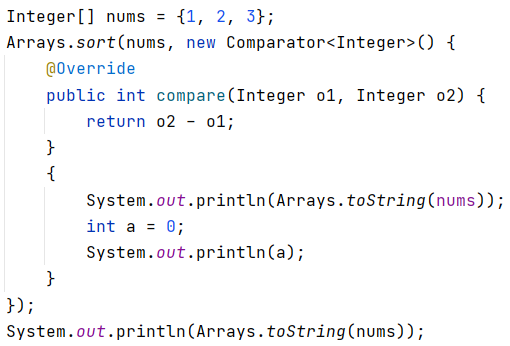 Integer[] nums = {1, 2, 3};
Arrays.sort(nums, new Comparator<Integer>() {
    @Override
    public int compare(Integer o1, Integer o2) {
        return o2 - o1;
    }
    {
        System.out.println(Arrays.toString(nums));
        int a = 0;
        System.out.println(a);
    }
});
System.out.println(Arrays.toString(nums));